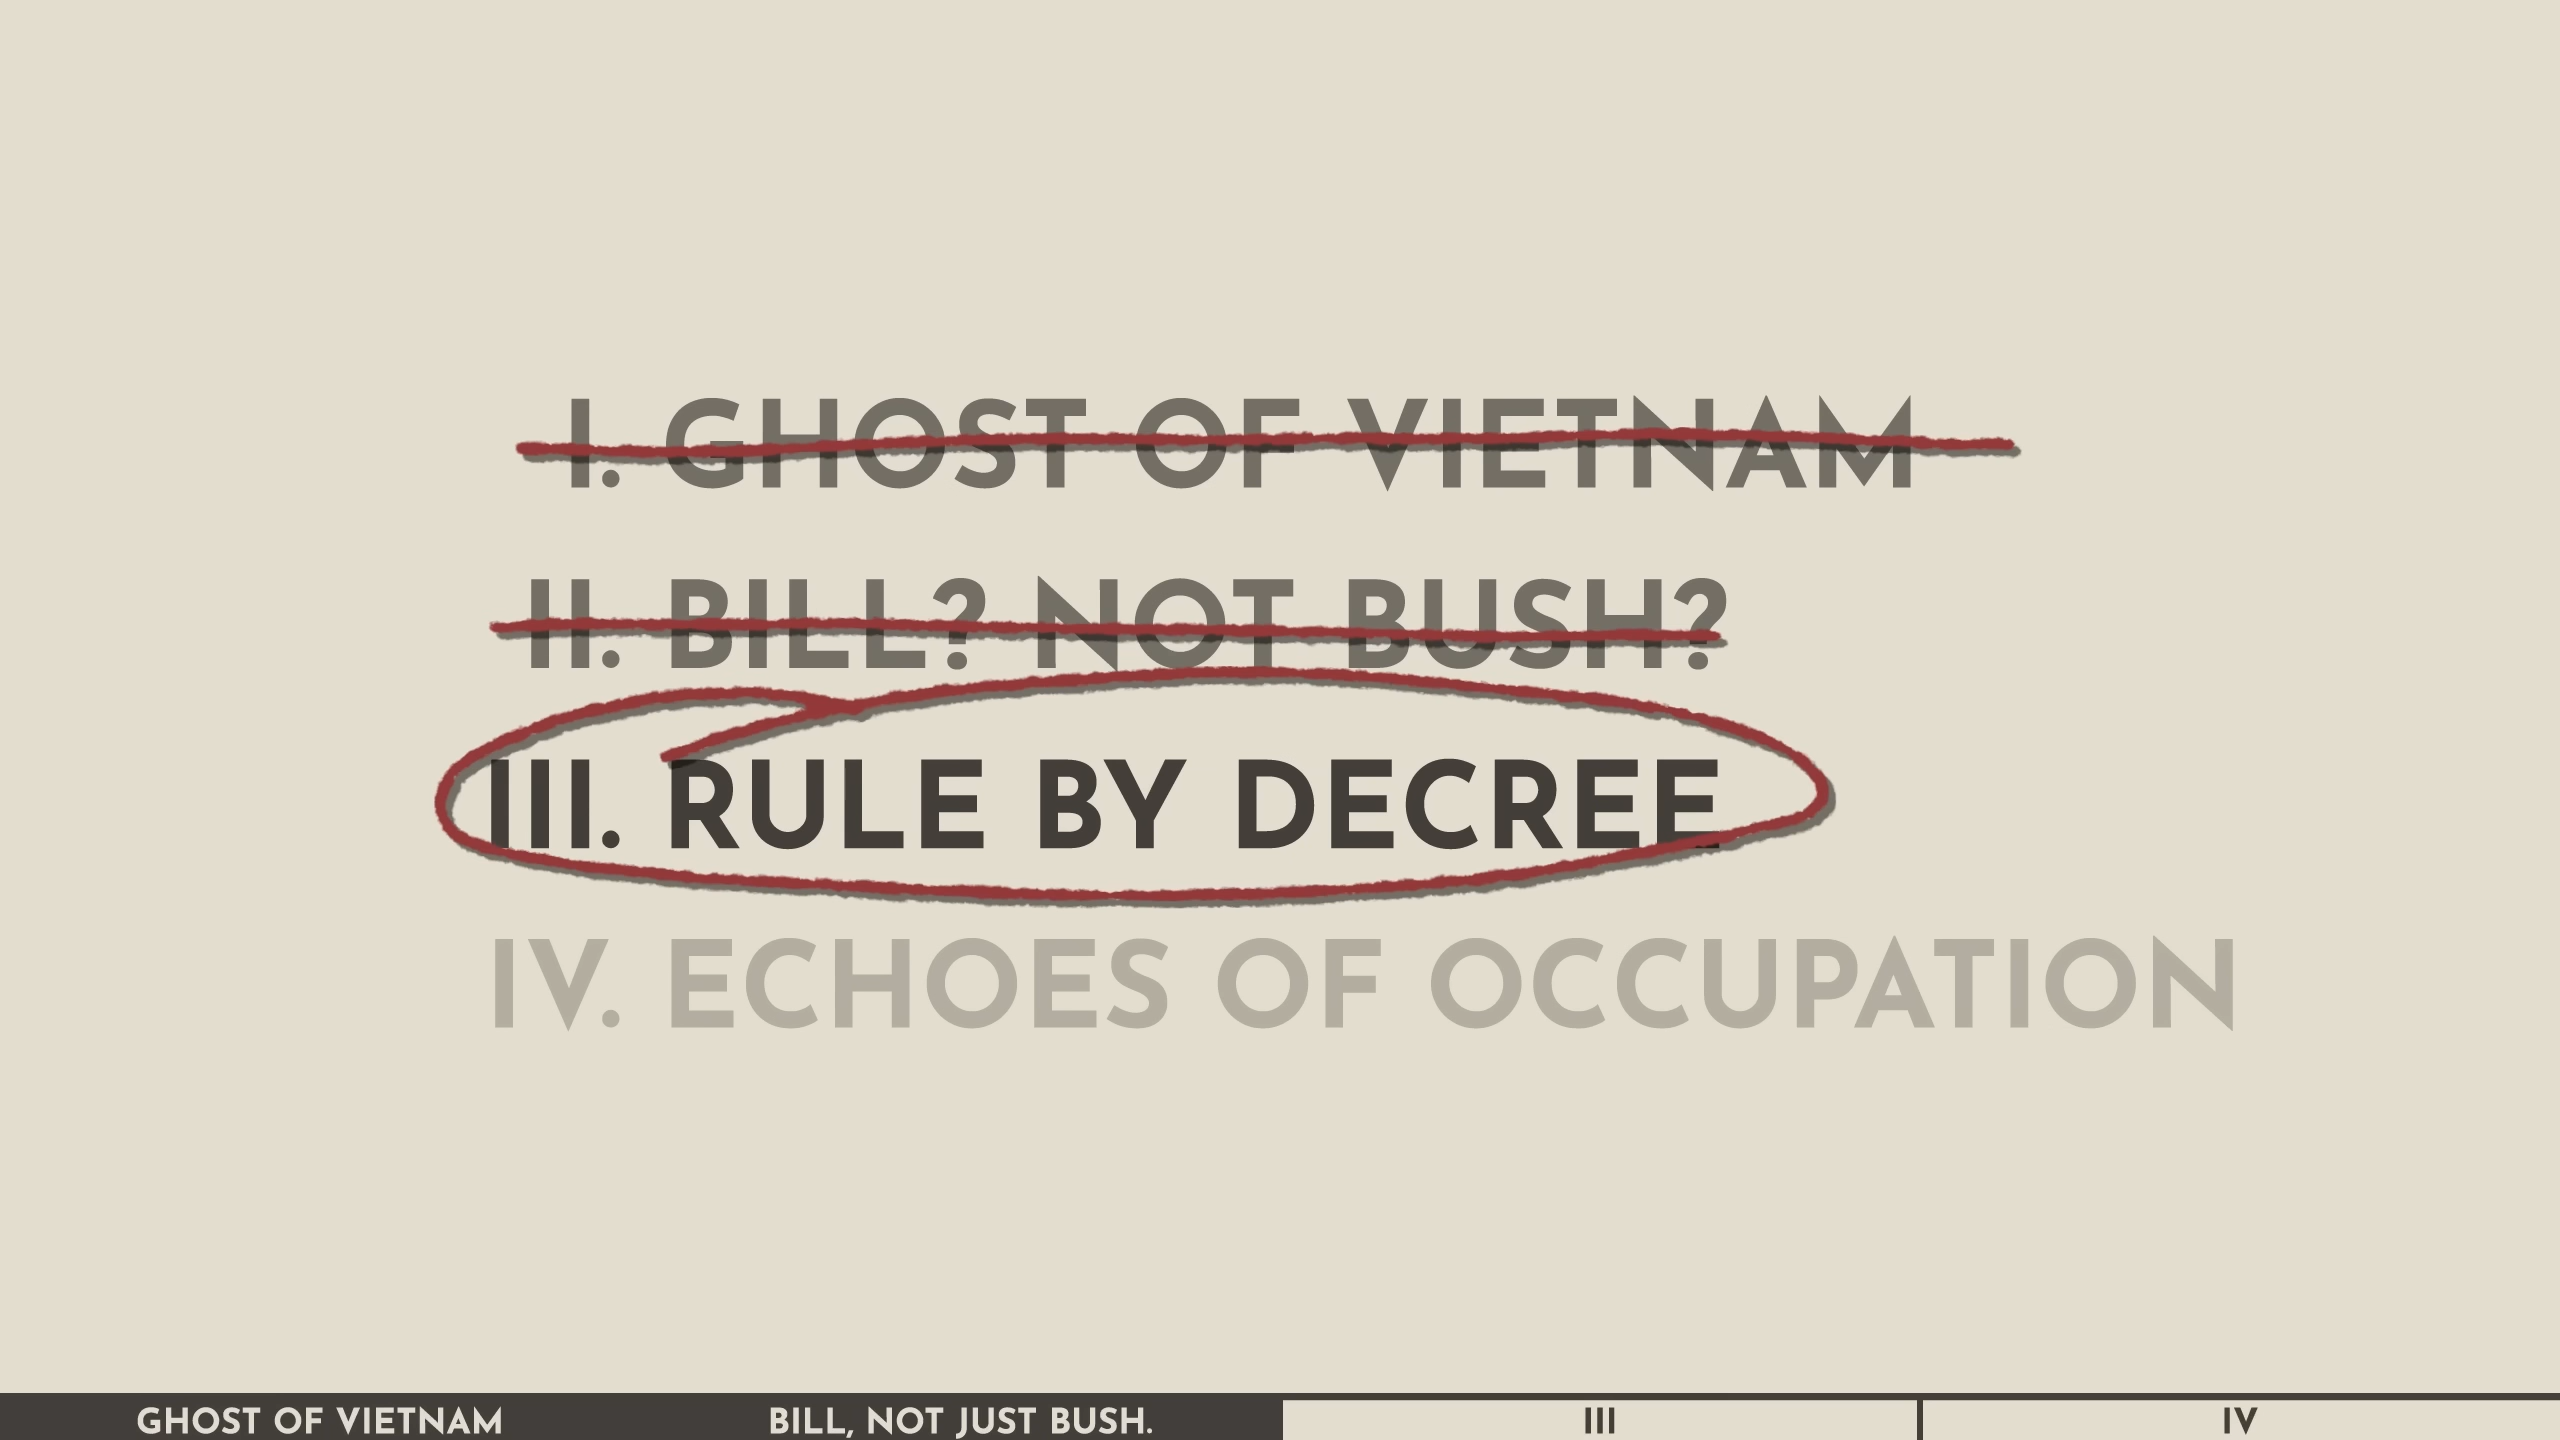 I. GHOST OF VIETNAM
II. BILL? NOT BUSH?
III. RULE BY DECREE
IV. ECHOES OF OCCUPATION
GHOST OF VIETNAM BILL, NOT JUST BUSH. III IV